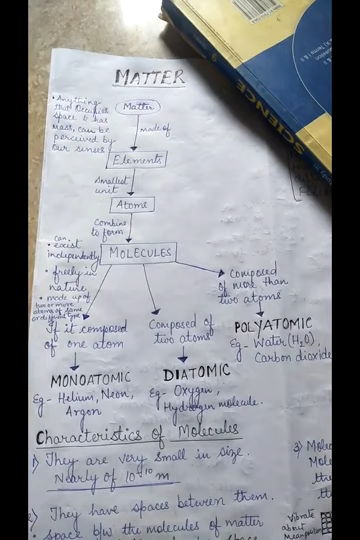 MATTER
• Anything
that Occupies
space & has
mass, can be
perceived by
our senses
Matter
made of
Elements
Smallest
unit
Atoms
Combine
to form
MOLECULES
can
• exist
independently
• freely in
nature
• made up of
two or more
atoms of same
or different type
If it composed
of one atom
Composed of
two atoms
Composed
of more than
two atoms
MONOATOMIC
Eg- Helium, Neon,
Argon
DIATOMIC
Eg- Oxygen,
Hydrogen molecule.
POLYATOMIC
Eg- Water (H2O),
Carbon dioxide
Characteristics of Molecules
1) They are very small in size.
Nearly of 10-10 m
They have spaces between them.
• Space b/w the molecules of matter
3) Molec
Mole
Vibrate
about
Mean position
SCIENCE